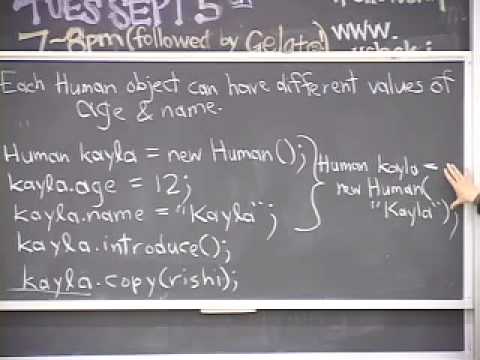 TUES SEPT 5th
7-8pm (followed by Gelato!)
www.
Each Human object can have different values of
age & name.
Human kayla = new Human();
kayla.age = 12;
kayla.name = "Kayla";
kayla.introduce();
kayla.copy(rishi);
Human kayla =
new Human(
"Kayla");